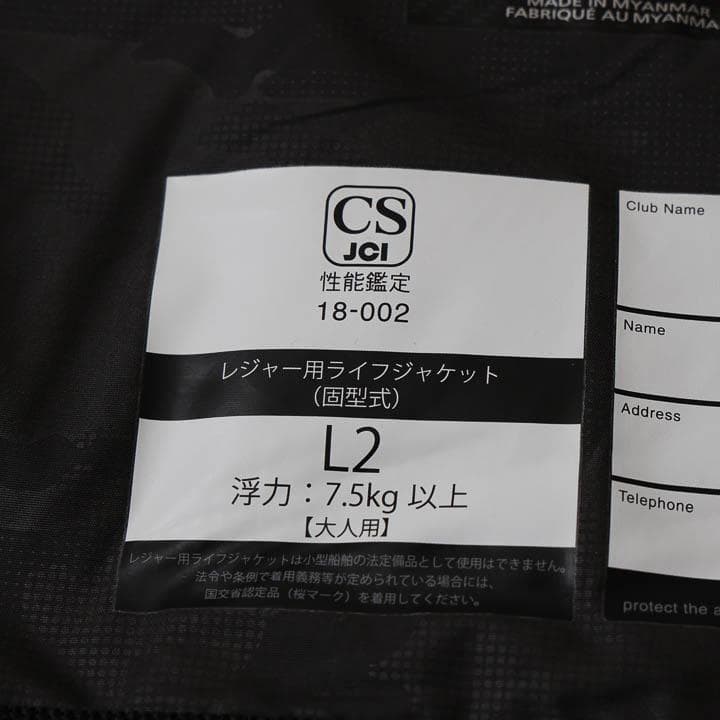 MADE IN MYANMAR
FABRIQUÉ AU MYANMA
CS
JCI
性能鑑定
18-002
レジャー用ライフジャケット
（固型式）
L2
浮力：7.5kg 以上
【大人用】
レジャー用ライフジャケットは小型船舶の法定備品として使用はできません。
法令や条例で着用義務等が定められている場合には、
国交省認定品（桜マーク）を着用してください。
Club Name
Name
Address
Telephone
protect the a